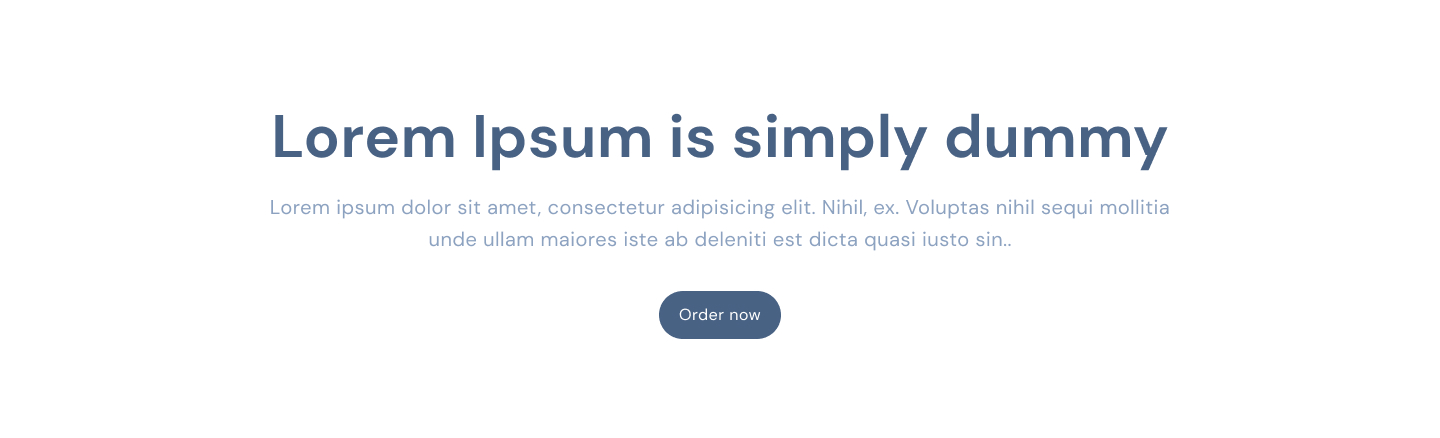 Lorem Ipsum is simply dummy
Lorem ipsum dolor sit amet, consectetur adipisicing elit. Nihil, ex. Voluptas nihil sequi mollitia
unde ullam maiores iste ab deleniti est dicta quasi iusto sin..
Order now